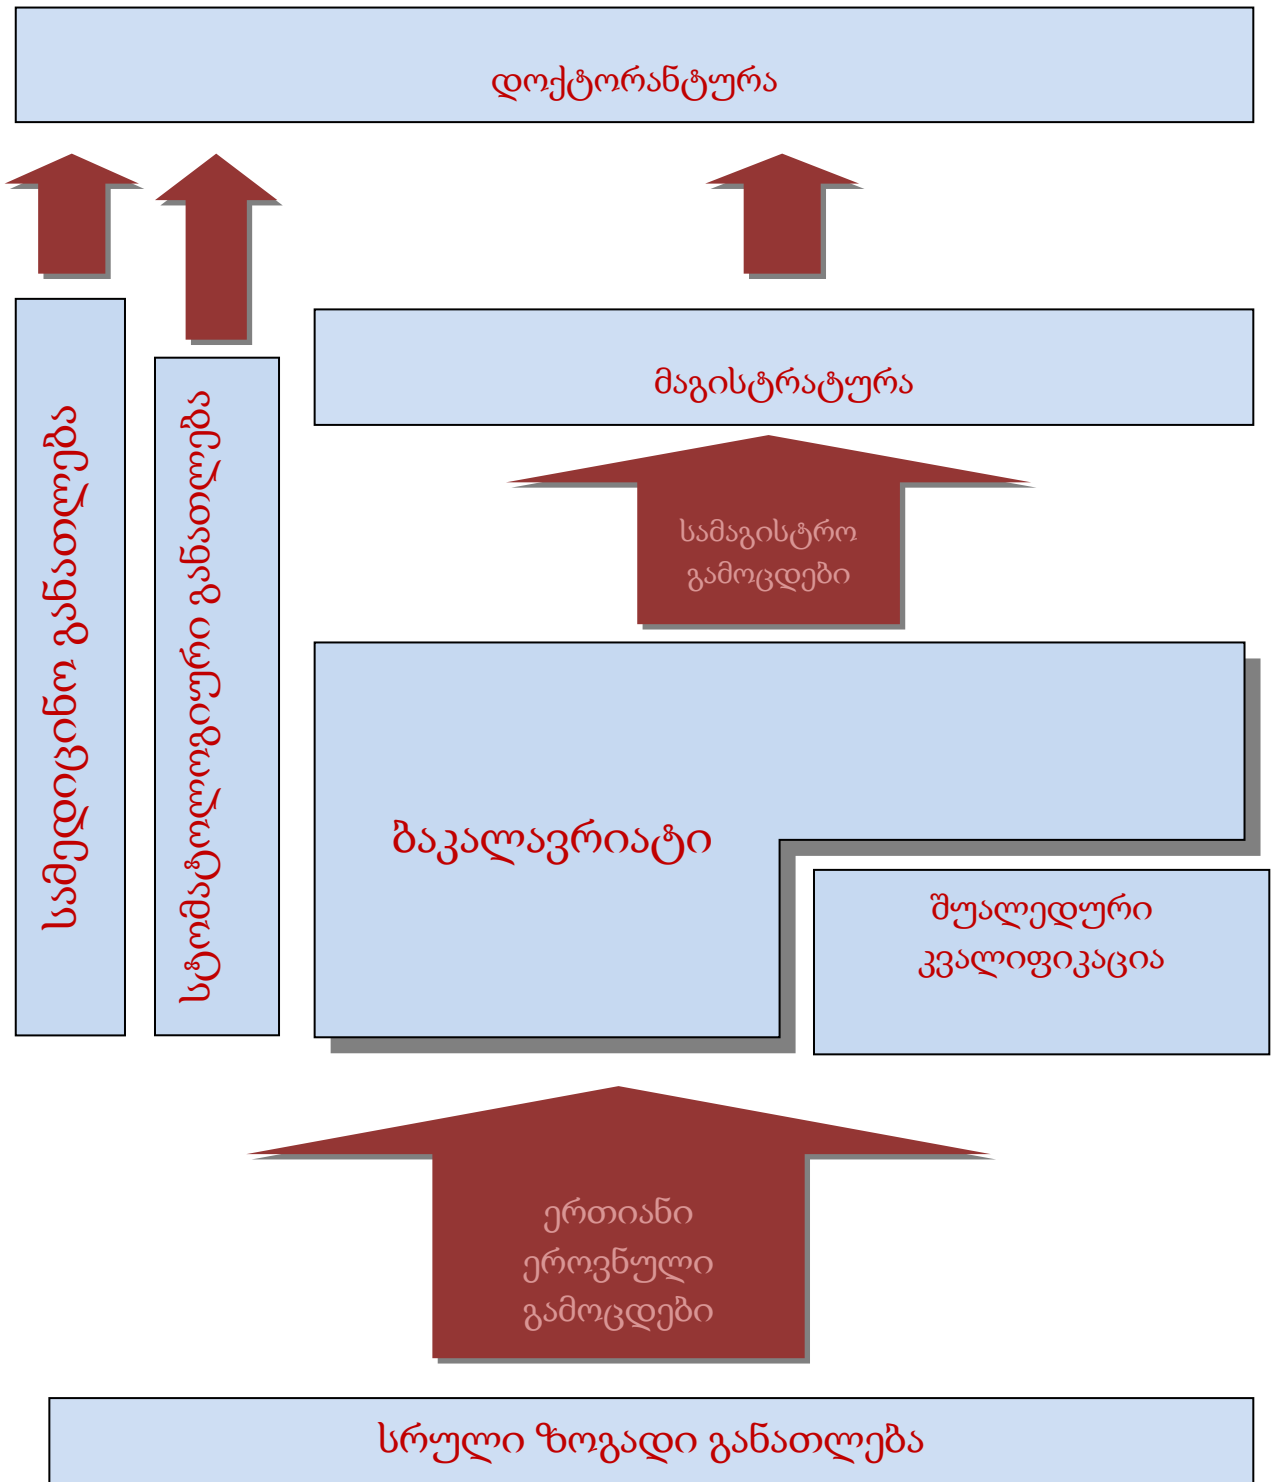 დოქტორანტურა
მაგისტრატურა
სამედიცინო განათლება
სტომატოლოგიური განათლება
სამაგისტრო
გამოცდები
ბაკალავრიატი
შუალედური
კვალიფიკაცია
ერთიანი
ეროვნული
გამოცდები
სრული ზოგადი განათლება